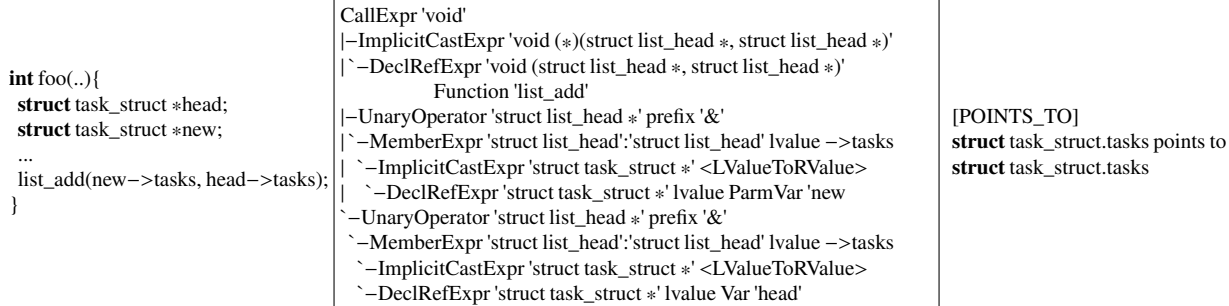 int foo(..){
struct task_struct *head;
struct task_struct *new;
...
list_add(new->tasks, head->tasks);
}
CallExpr 'void'
|-ImplicitCastExpr 'void (*)(struct list_head *, struct list_head *)'
|`-DeclRefExpr 'void (struct list_head *, struct list_head *)'
Function 'list_add'
|-UnaryOperator 'struct list_head *' prefix '&'
|`-MemberExpr 'struct list_head':'struct list_head' lvalue ->tasks
| `-ImplicitCastExpr 'struct task_struct *' <LValueToRValue>
| `-DeclRefExpr 'struct task_struct *' lvalue ParmVar 'new
`-UnaryOperator 'struct list_head *' prefix '&'
`-MemberExpr 'struct list_head':'struct list_head' lvalue ->tasks
`-ImplicitCastExpr 'struct task_struct *' <LValueToRValue>
`-DeclRefExpr 'struct task_struct *' lvalue Var 'head'
[POINTS_TO]
struct task_struct.tasks points to
struct task_struct.tasks